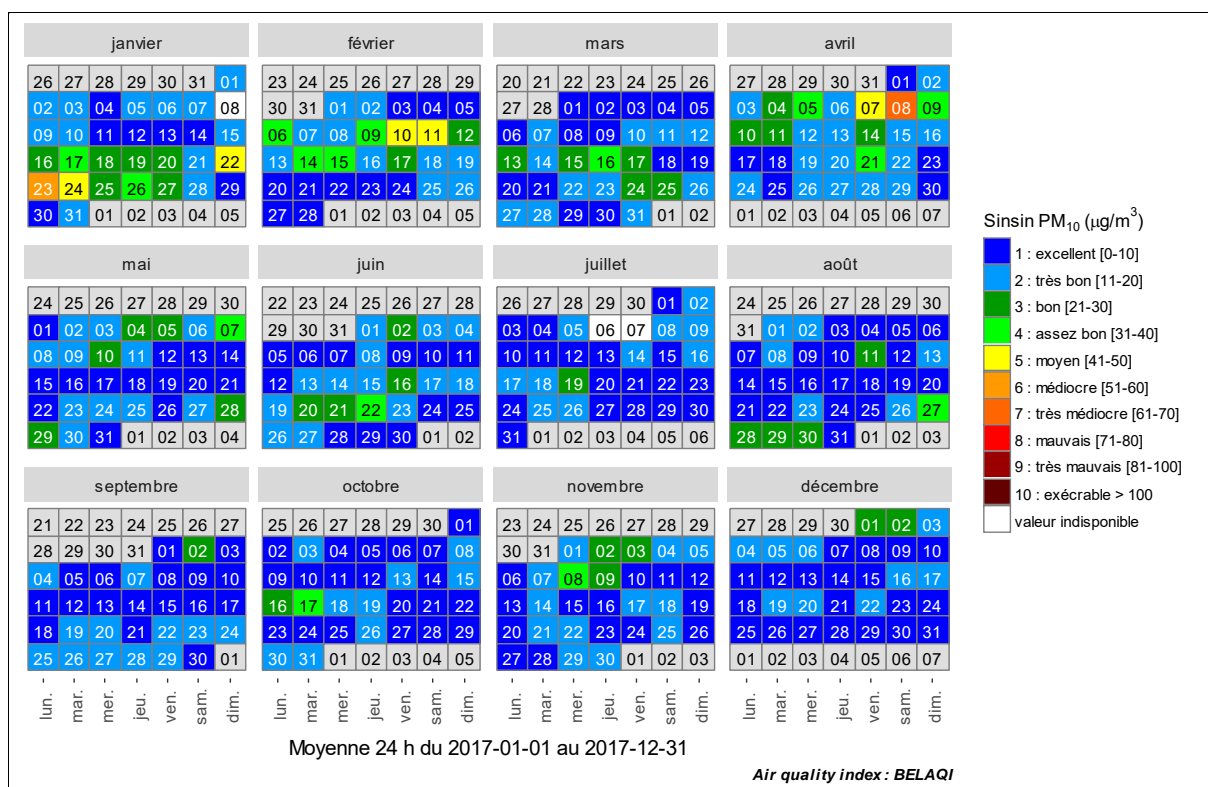 janvier février mars avril
26 27 28 29 30 31 01 23 24 25 26 27 28 29 20 21 22 23 24 25 26 27 28 29 30 31 01 02
02 03 04 05 06 07 08 30 31 01 02 03 04 05 27 28 01 02 03 04 05 03 04 05 06 07 08 09
09 10 11 12 13 14 15 06 07 08 09 10 11 12 06 07 08 09 10 11 12 10 11 12 13 14 15 16
16 17 18 19 20 21 22 13 14 15 16 17 18 19 13 14 15 16 17 18 19 17 18 19 20 21 22 23
23 24 25 26 27 28 29 20 21 22 23 24 25 26 20 21 22 23 24 25 26 24 25 26 27 28 29 30
30 31 01 02 03 04 05 27 28 01 02 03 04 05 27 28 29 30 31 01 02 01 02 03 04 05 06 07
mai juin juillet août
24 25 26 27 28 29 30 22 23 24 25 26 27 28 26 27 28 29 30 01 02 24 25 26 27 28 29 30
01 02 03 04 05 06 07 29 30 31 01 02 03 04 03 04 05 06 07 08 09 31 01 02 03 04 05 06
08 09 10 11 12 13 14 05 06 07 08 09 10 11 10 11 12 13 14 15 16 07 08 09 10 11 12 13
15 16 17 18 19 20 21 12 13 14 15 16 17 18 17 18 19 20 21 22 23 14 15 16 17 18 19 20
22 23 24 25 26 27 28 19 20 21 22 23 24 25 24 25 26 27 28 29 30 21 22 23 24 25 26 27
29 30 31 01 02 03 04 26 27 28 29 30 01 02 31 01 02 03 04 05 06 28 29 30 31 01 02 03
septembre octobre novembre décembre
21 22 23 24 25 26 27 25 26 27 28 29 30 01 23 24 25 26 27 28 29 27 28 29 30 01 02 03
28 29 30 31 01 02 03 02 03 04 05 06 07 08 30 31 01 02 03 04 05 04 05 06 07 08 09 10
04 05 06 07 08 09 10 09 10 11 12 13 14 15 06 07 08 09 10 11 12 11 12 13 14 15 16 17
11 12 13 14 15 16 17 16 17 18 19 20 21 22 13 14 15 16 17 18 19 18 19 20 21 22 23 24
18 19 20 21 22 23 24 23 24 25 26 27 28 29 20 21 22 23 24 25 26 25 26 27 28 29 30 31
25 26 27 28 29 30 01 30 31 01 02 03 04 05 27 28 29 30 01 02 03 01 02 03 04 05 06 07
lun. mar. mer. jeu. ven. sam. dim. lun. mar. mer. jeu. ven. sam. dim. lun. mar. mer. jeu. ven. sam. dim. lun. mar. mer. jeu. ven. sam. dim.
Moyenne 24 h du 2017-01-01 au 2017-12-31
Air quality index : BELAQI
Sinsin PM₁₀ (µg/m³)
1 : excellent [0-10]
2 : très bon [11-20]
3 : bon [21-30]
4 : assez bon [31-40]
5 : moyen [41-50]
6 : médiocre [51-60]
7 : très médiocre [61-70]
8 : mauvais [71-80]
9 : très mauvais [81-100]
10 : exécrable > 100
valeur indisponible